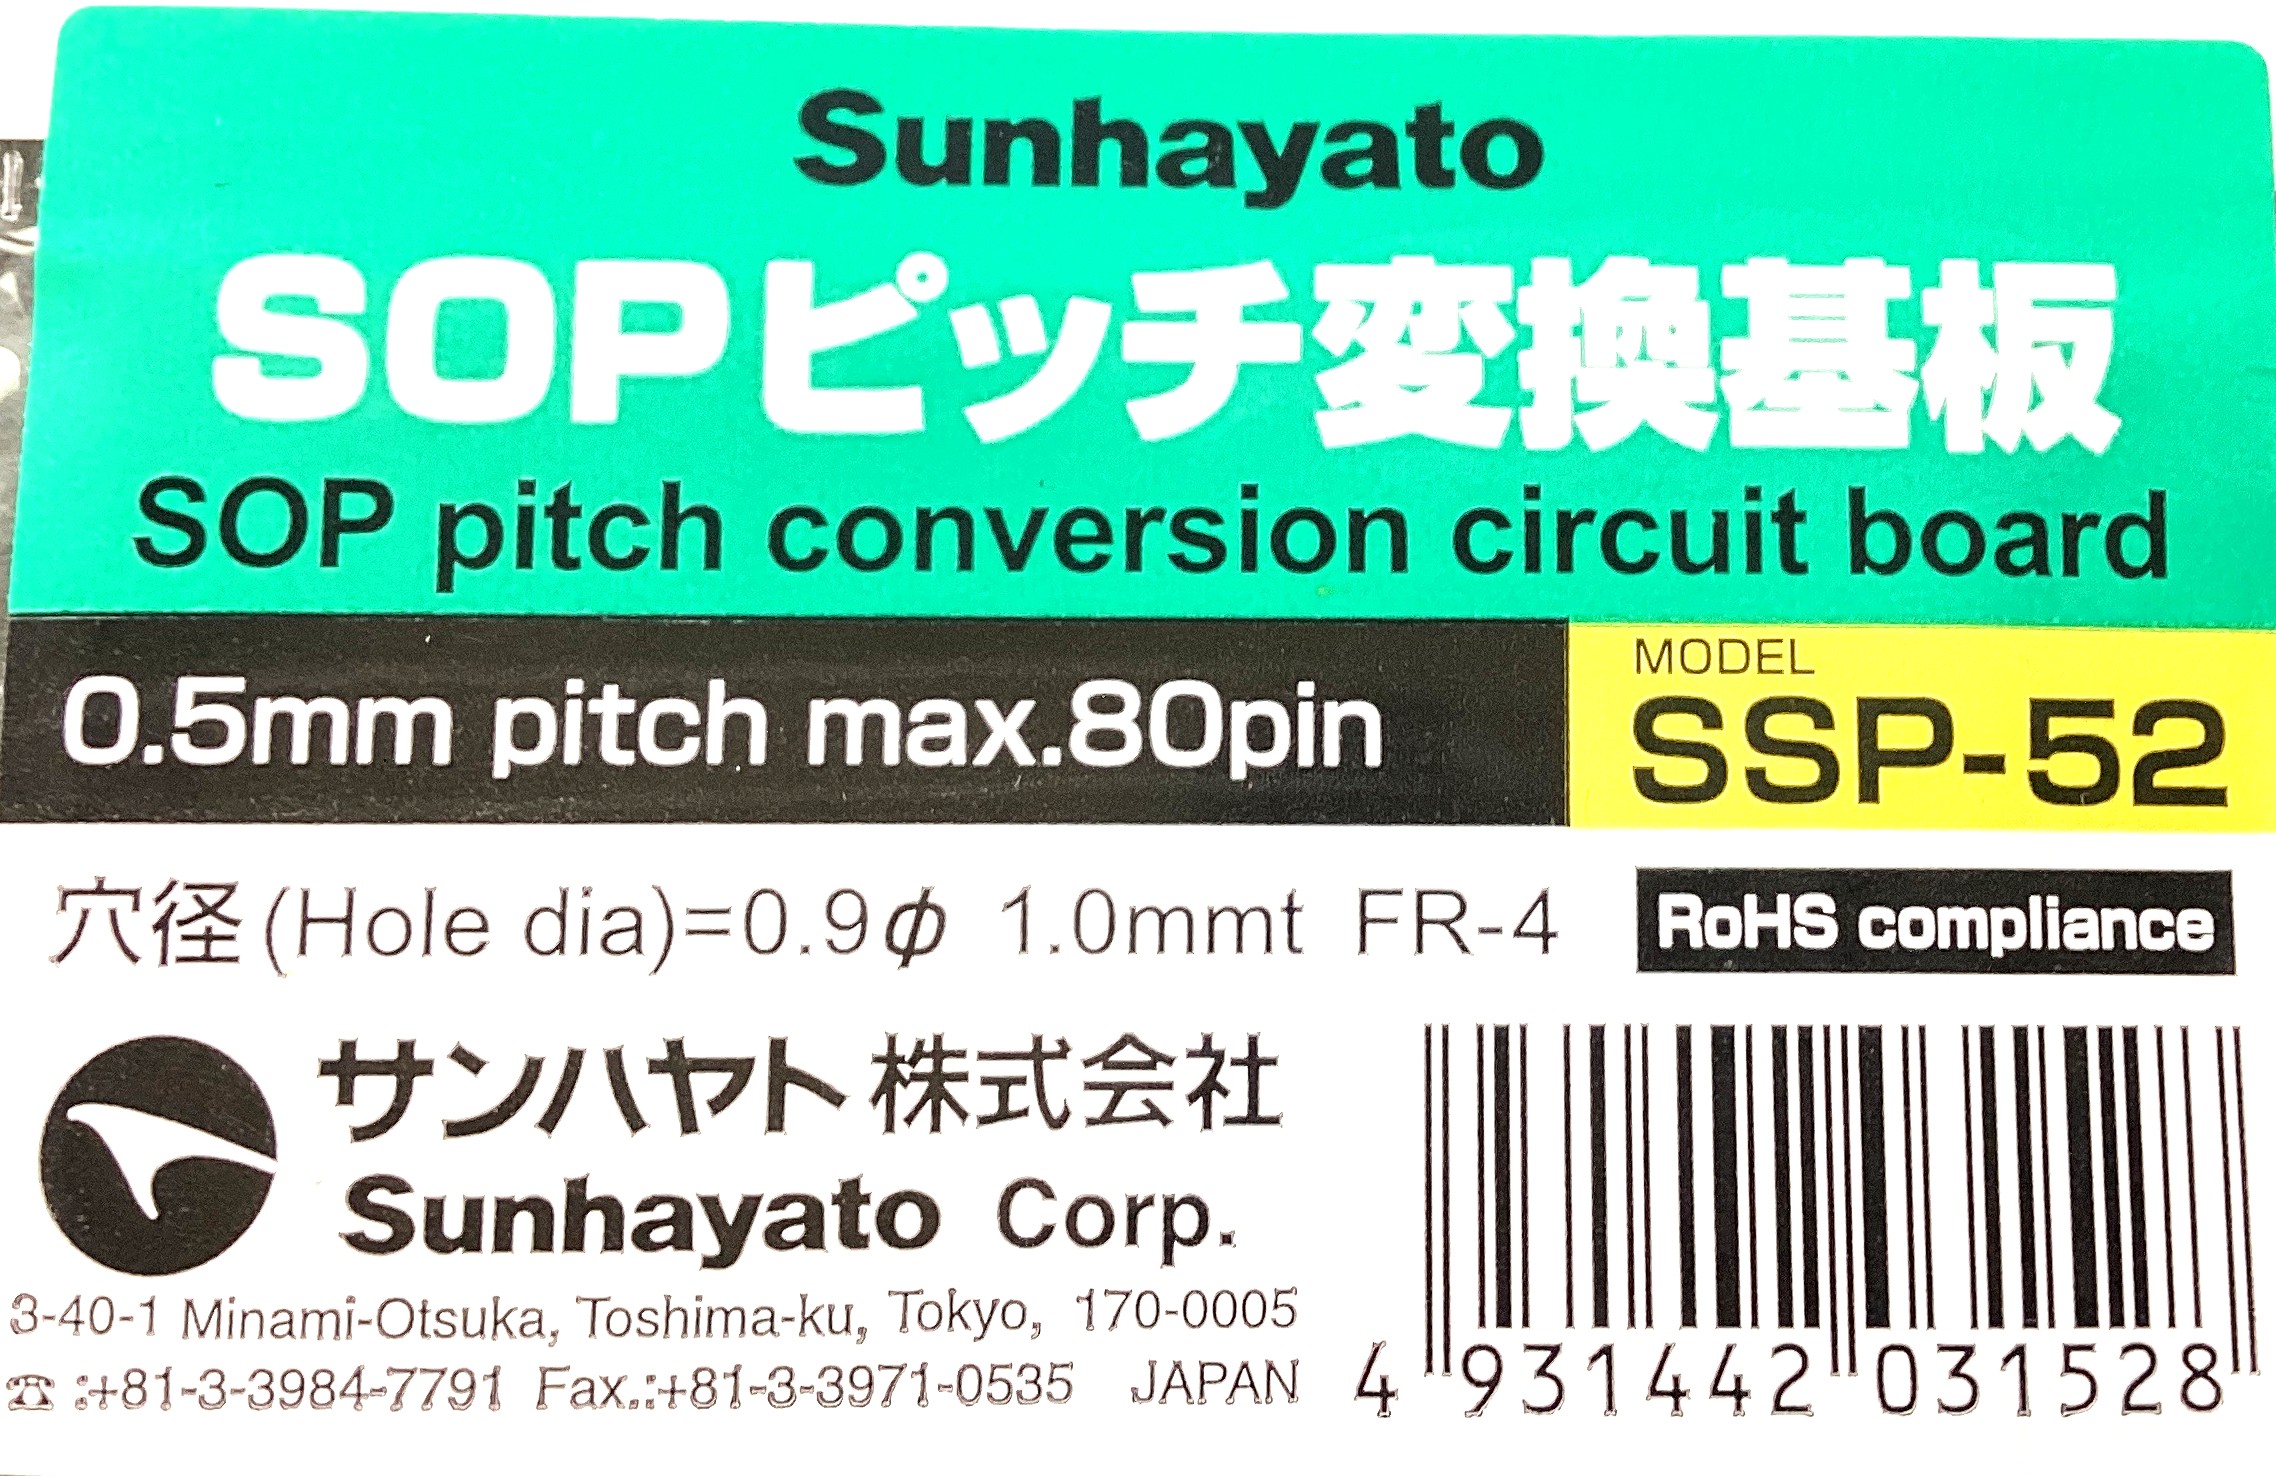 Sunhayato
SOPピッチ変換基板
SOP pitch conversion circuit board
0.5mm pitch max.80pin
MODEL
SSP-52
穴径(Hole dia)=0.9φ 1.0mmt FR-4
RoHS compliance
サンハヤト株式会社
Sunhayato Corp.
3-40-1 Minami-Otsuka, Toshima-ku, Tokyo, 170-0005
☎:+81-3-3984-7791 Fax.:+81-3-3971-0535 JAPAN
4 931442 031528